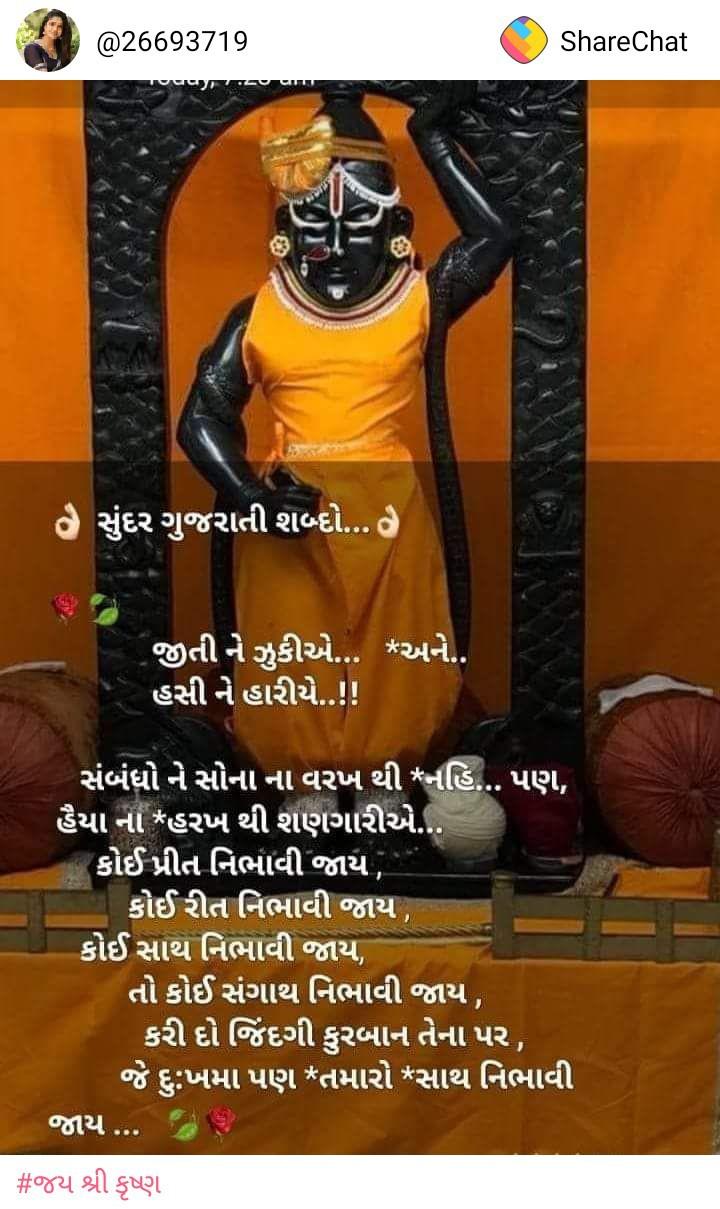 @26693719 ShareChat
👌 સુંદર ગુજરાતી શબ્દો... 👌
🌹🍃
જીતી ને ઝુકીએ... *અને..
હસી ને હારીયે..!!
સંબંધો ને સોના ના વરખ થી *નહિ... પણ,
હૈયા ના *હરખ થી શણગારીએ...
કોઈ પ્રીત નિભાવી જાય,
કોઈ રીત નિભાવી જાય,
કોઈ સાથ નિભાવી જાય,
તો કોઈ સંગાથ નિભાવી જાય,
કરી દો જિંદગી કુરબાન તેના પર,
જે દુઃખમા પણ *તમારો *સાથ નિભાવી
જાય ... 🍃🌹
#જય શ્રી કૃષ્ણ